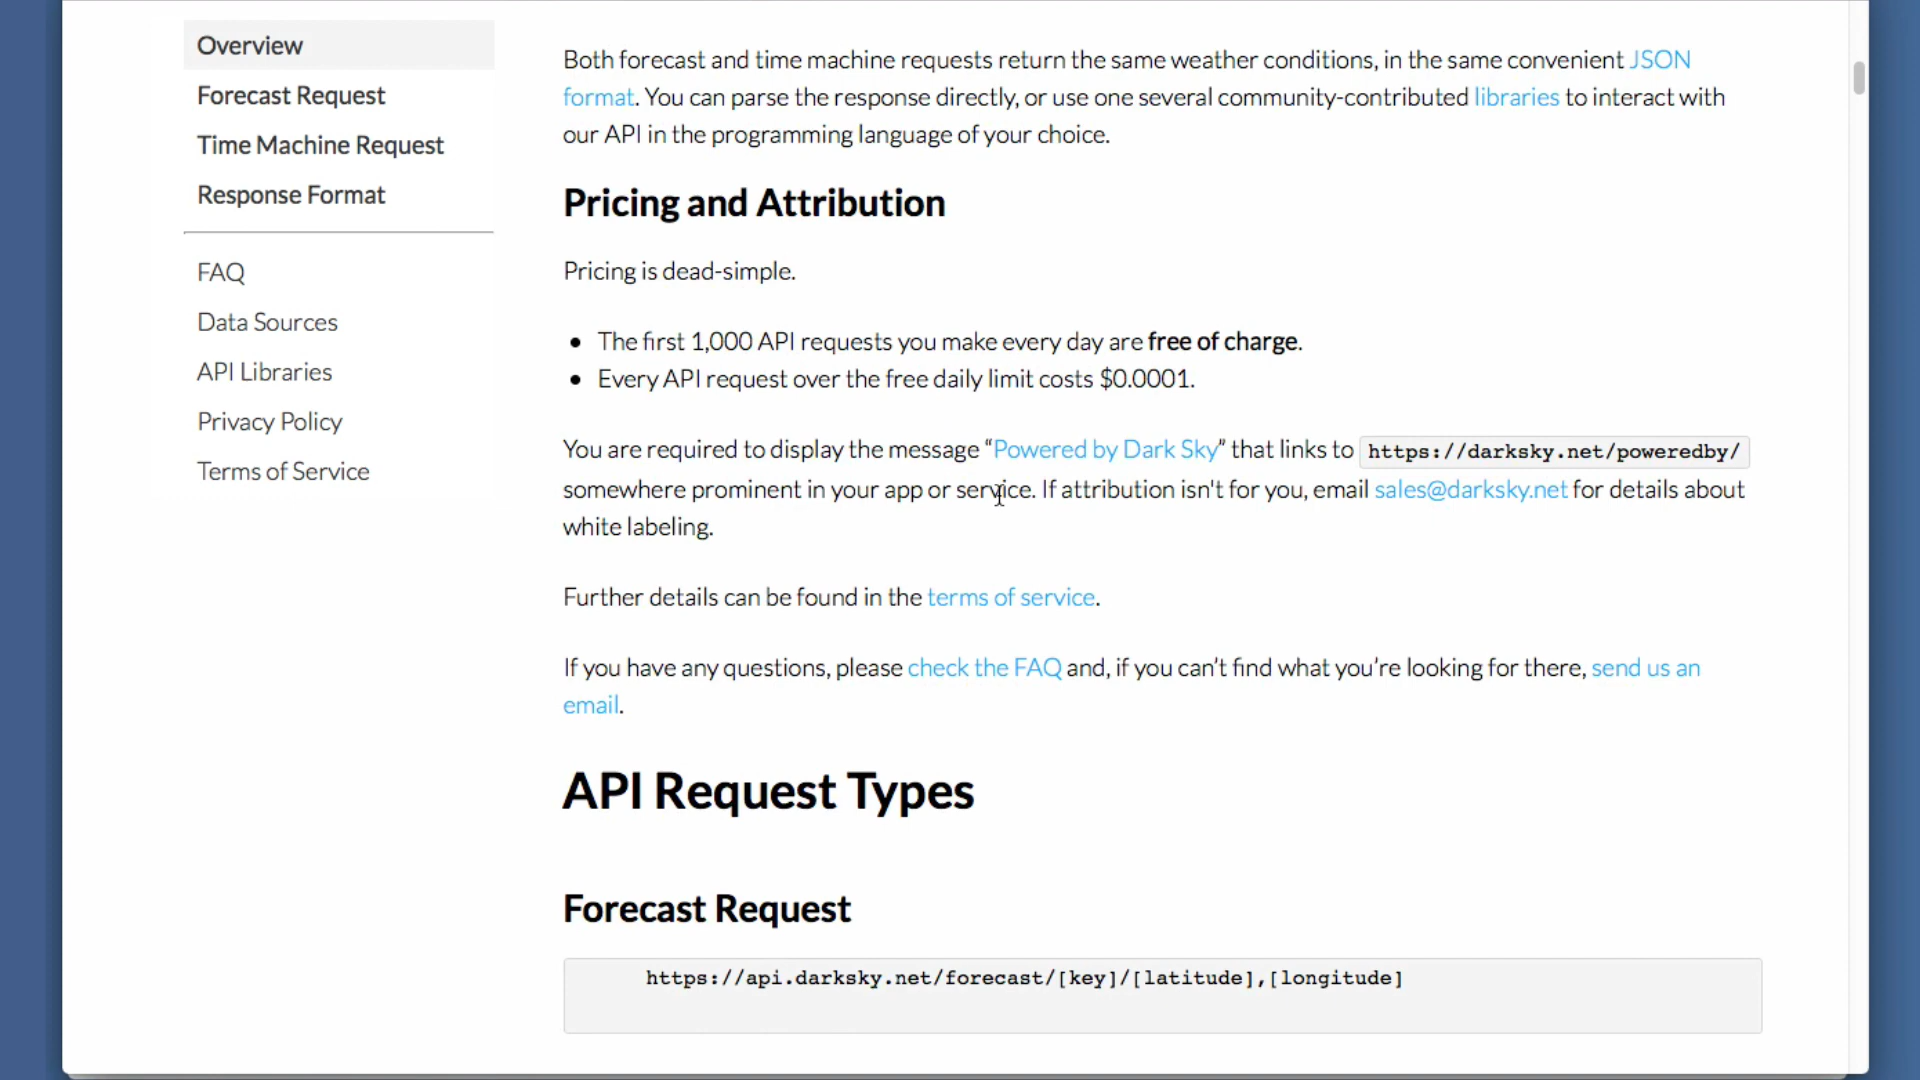 Overview
Forecast Request
Time Machine Request
Response Format
FAQ
Data Sources
API Libraries
Privacy Policy
Terms of Service
Both forecast and time machine requests return the same weather conditions, in the same convenient JSON
format. You can parse the response directly, or use one several community-contributed libraries to interact with
our API in the programming language of your choice.
Pricing and Attribution
Pricing is dead-simple.
• The first 1,000 API requests you make every day are free of charge.
• Every API request over the free daily limit costs $0.0001.
You are required to display the message “Powered by Dark Sky” that links to https://darksky.net/poweredby/
somewhere prominent in your app or service. If attribution isn't for you, email sales@darksky.net for details about
white labeling.
Further details can be found in the terms of service.
If you have any questions, please check the FAQ and, if you can’t find what you’re looking for there, send us an
email.
API Request Types
Forecast Request
https://api.darksky.net/forecast/[key]/[latitude],[longitude]